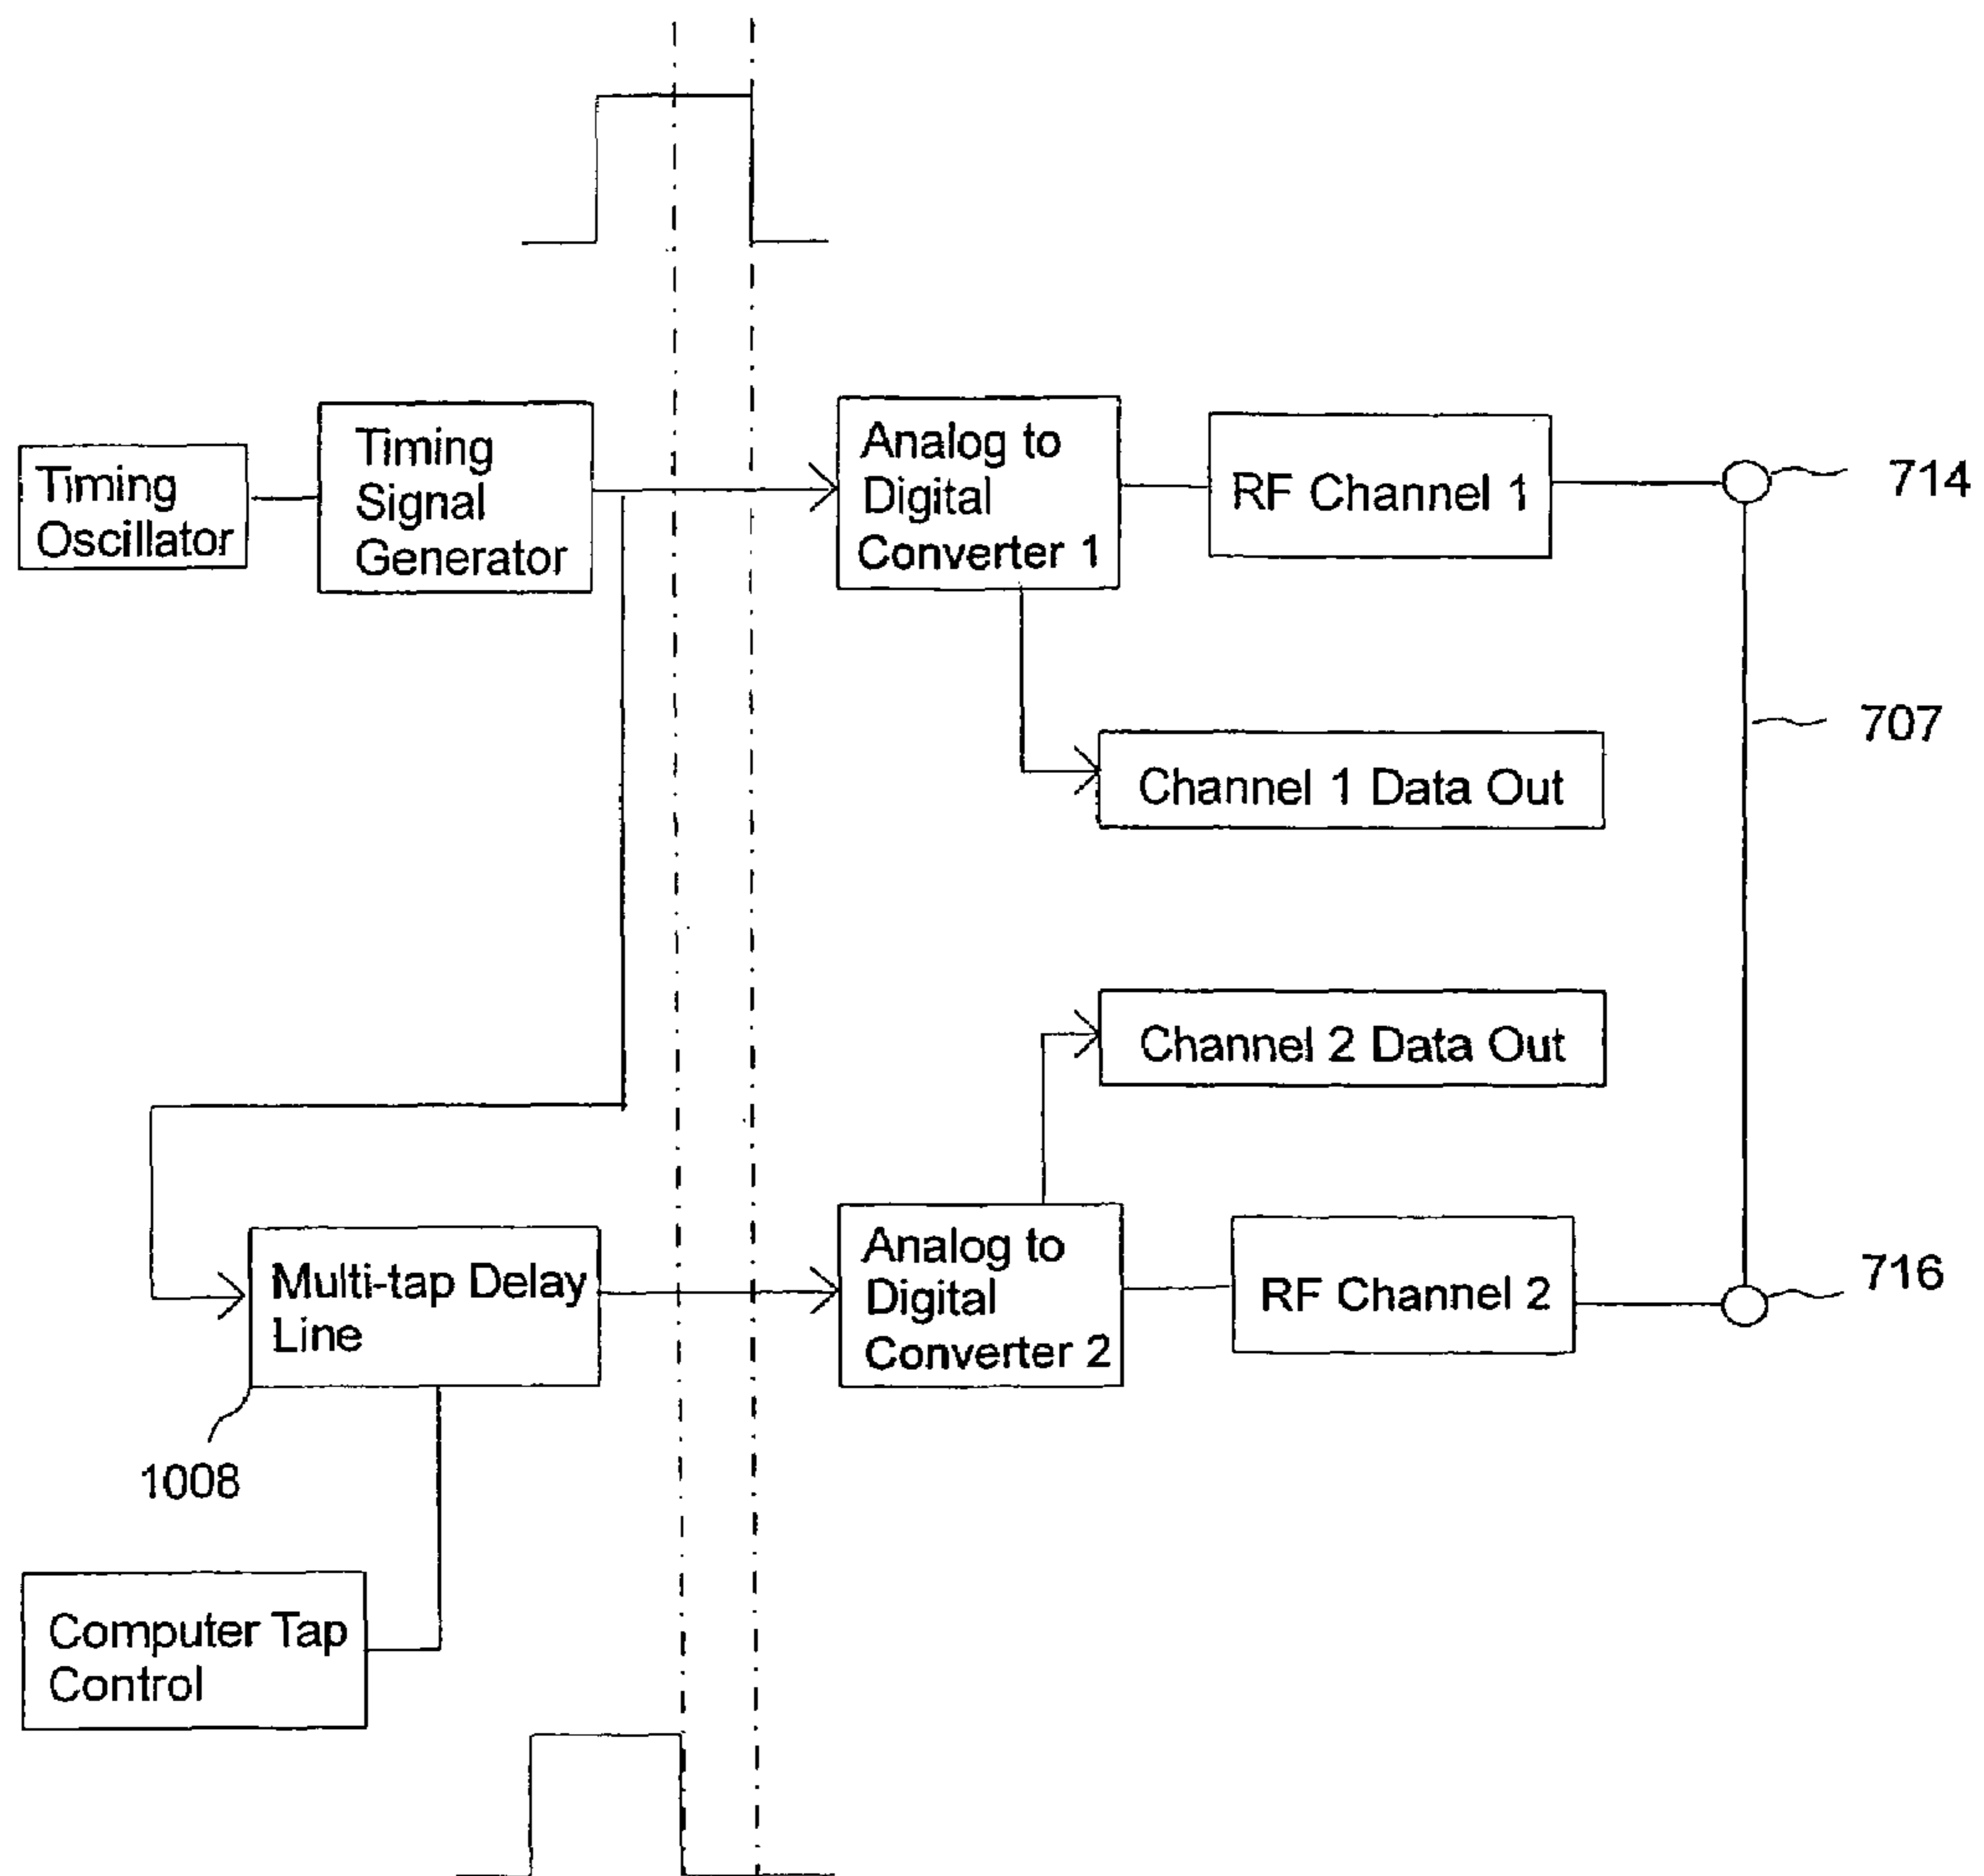 Timing
Oscillator
Timing
Signal
Generator
Analog to
Digital
Converter 1
RF Channel 1
714
707
Channel 1 Data Out
Channel 2 Data Out
Multi-tap Delay
Line
1008
Analog to
Digital
Converter 2
RF Channel 2
716
Computer Tap
Control